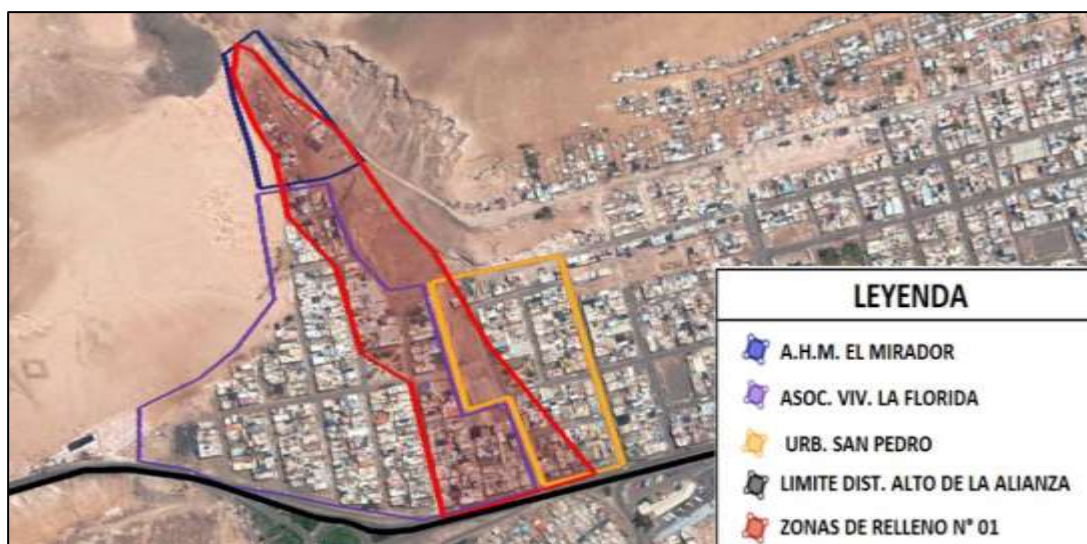 LEYENDA
A.H.M. EL MIRADOR
ASOC. VIV. LA FLORIDA
URB. SAN PEDRO
LIMITE DIST. ALTO DE LA ALIANZA
ZONAS DE RELLENO N° 01